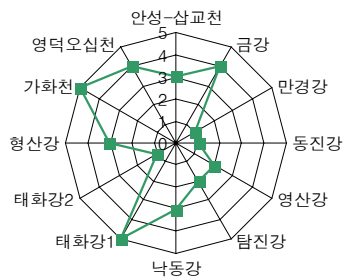 안성-삽교천
5
영덕오십천
금강
4
3
가화천
만경강
2
1
형산강
0
동진강
태화강2
영산강
태화강1
탐진강
낙동강